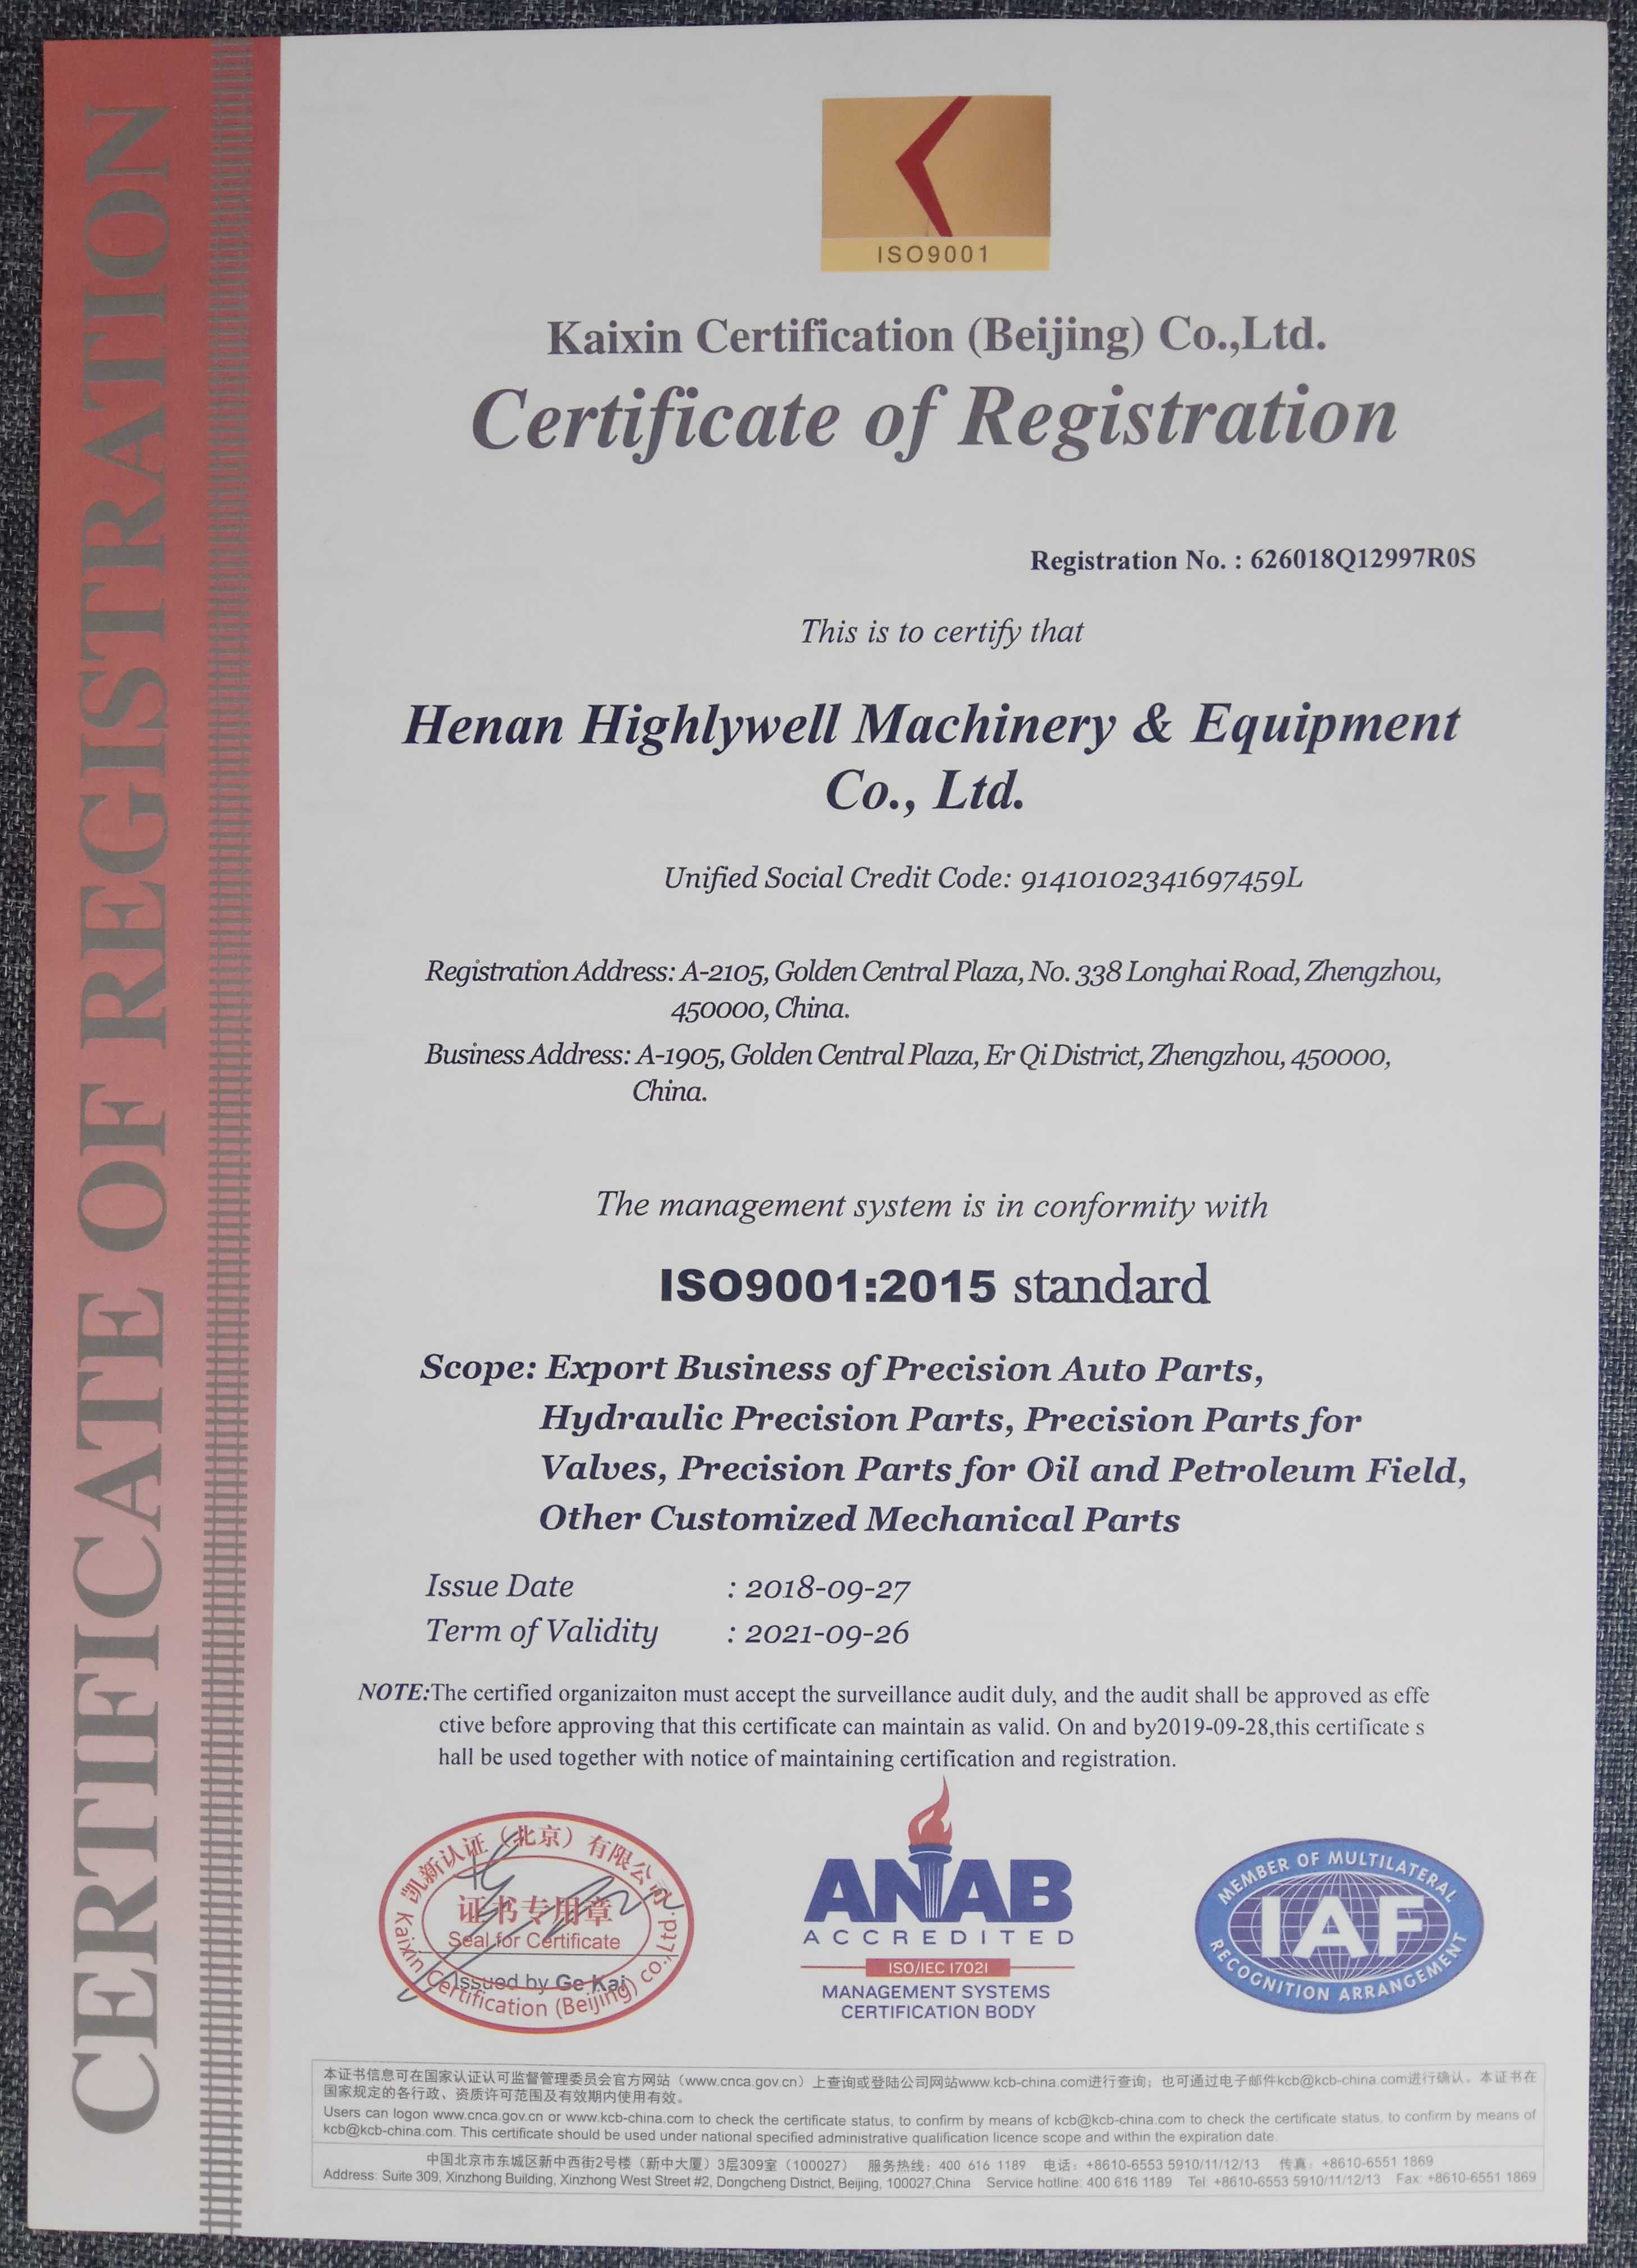 CERTIFICATE OF REGISTRATION
ISO9001
Kaixin Certification (Beijing) Co.,Ltd.
Certificate of Registration
Registration No. : 626018Q12997R0S
This is to certify that
Henan Highlywell Machinery & Equipment
Co., Ltd.
Unified Social Credit Code: 91410102341697459L
Registration Address: A-2105, Golden Central Plaza, No. 338 Longhai Road, Zhengzhou,
450000, China.
Business Address: A-1905, Golden Central Plaza, Er Qi District, Zhengzhou, 450000,
China.
The management system is in conformity with
ISO9001:2015 standard
Scope: Export Business of Precision Auto Parts,
Hydraulic Precision Parts, Precision Parts for
Valves, Precision Parts for Oil and Petroleum Field,
Other Customized Mechanical Parts
Issue Date : 2018-09-27
Term of Validity : 2021-09-26
NOTE:The certified organizaiton must accept the surveillance audit duly, and the audit shall be approved as effe
ctive before approving that this certificate can maintain as valid. On and by2019-09-28,this certificate s
hall be used together with notice of maintaining certification and registration.
凯新认证（北京）有限公司
证书专用章
Seal for Certificate
Issued by Ge Kai
Kaixin Certification (Beijing) co.,Ltd.
ANAB
ACCREDITED
ISO/IEC 17021
MANAGEMENT SYSTEMS
CERTIFICATION BODY
MEMBER OF MULTILATERAL
IAF
RECOGNITION ARRANGEMENT
本证书信息可在国家认证认可监督管理委员会官方网站（www.cnca.gov.cn）上查询或登陆公司网站www.kcb-china.com进行查询；也可通过电子邮件kcb@kcb-china.com进行确认。本证书在
国家规定的各行政、资质许可范围及有效期内使用有效。
Users can logon www.cnca.gov.cn or www.kcb-china.com to check the certificate status, to confirm by means of kcb@kcb-china.com to check the certificate status, to confirm by means of
kcb@kcb-china.com. This certificate should be used under national specified administrative qualification licence scope and within the expiration date.
中国北京市东城区新中西街2号楼（新中大厦）3层309室（100027） 服务热线：400 616 1189 电话：+8610-6553 5910/11/12/13 传真：+8610-6551 1869
Address: Suite 309, Xinzhong Building, Xinzhong West Street #2, Dongcheng District, Beijing, 100027,China Service hotline: 400 616 1189 Tel: +8610-6553 5910/11/12/13 Fax: +8610-6551 1869